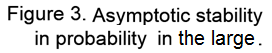 Figure 3. Asymptotic stability
in probability in the large.